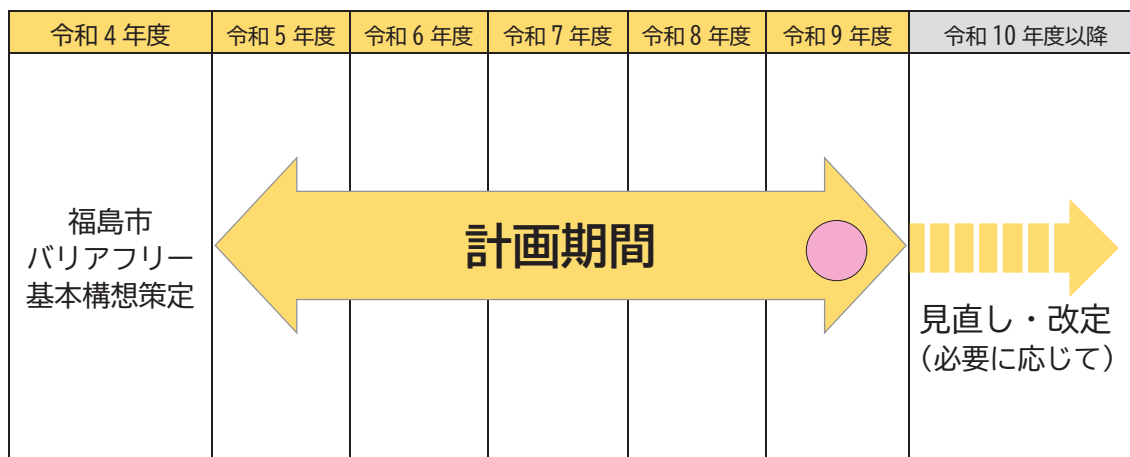 令和4年度
令和5年度
令和6年度
令和7年度
令和8年度
令和9年度
令和10年度以降
福島市
バリアフリー
基本構想策定
計画期間
見直し・改定
（必要に応じて）